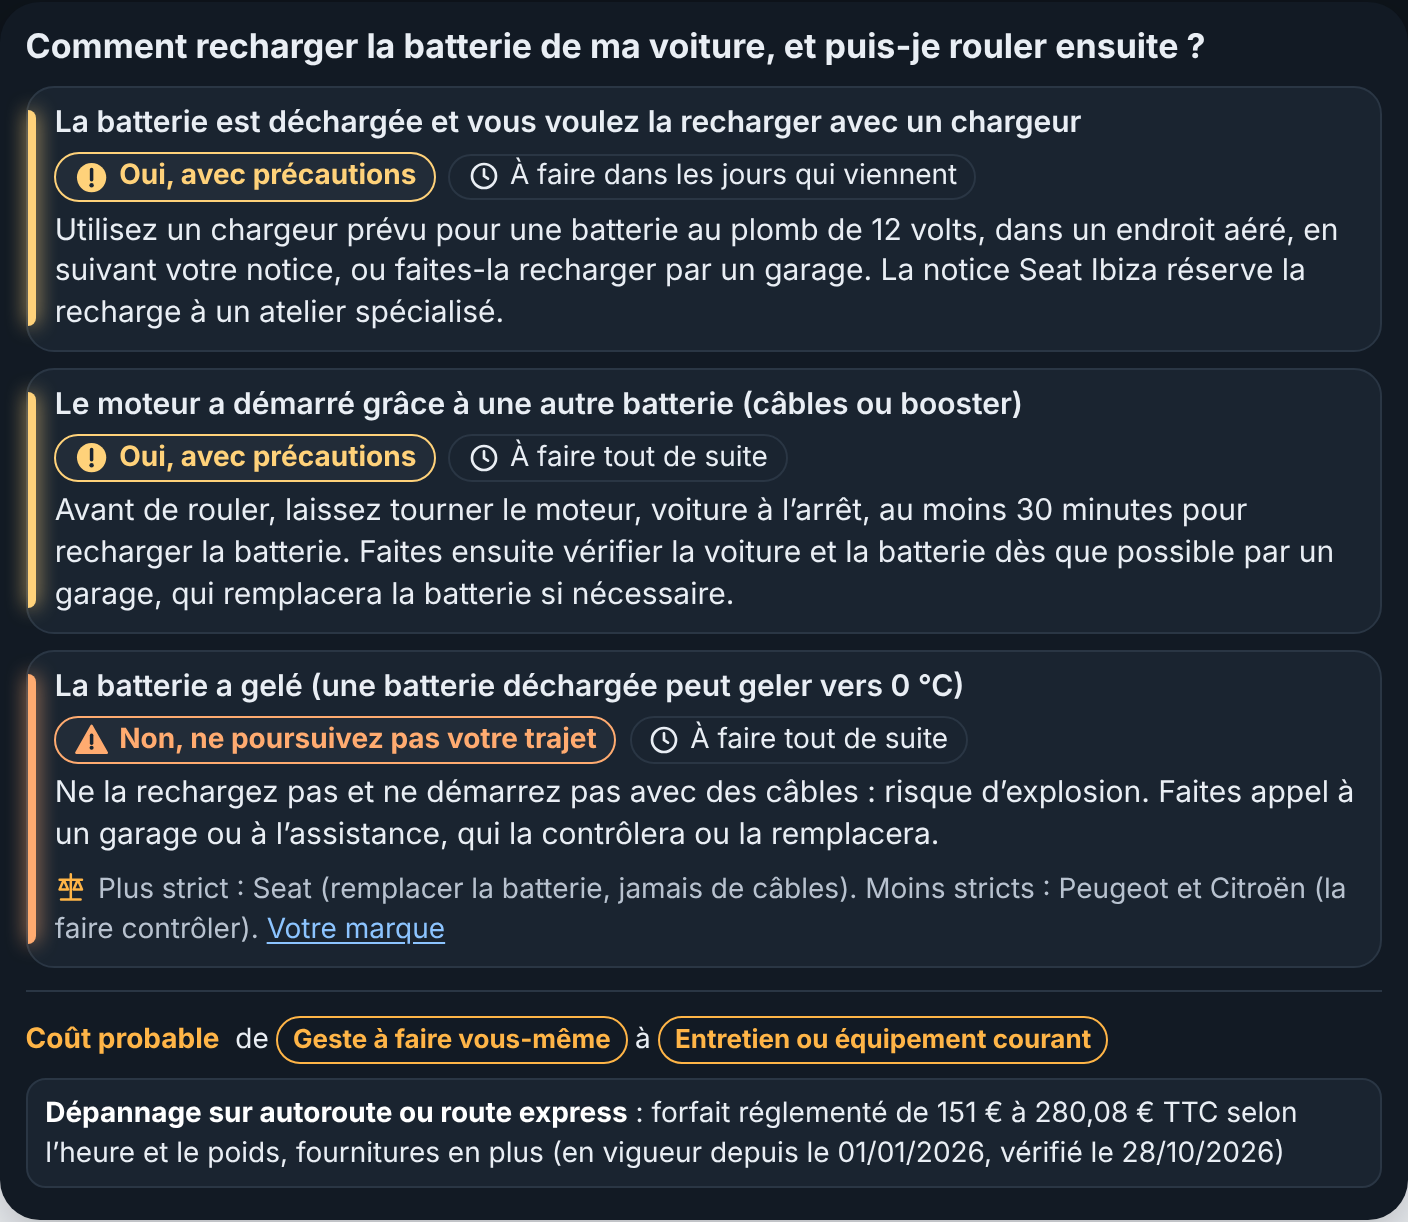 Comment recharger la batterie de ma voiture, et puis-je rouler ensuite ?
La batterie est déchargée et vous voulez la recharger avec un chargeur
Oui, avec précautions
À faire dans les jours qui viennent
Utilisez un chargeur prévu pour une batterie au plomb de 12 volts, dans un endroit aéré, en
suivant votre notice, ou faites-la recharger par un garage. La notice Seat Ibiza réserve la
recharge à un atelier spécialisé.
Le moteur a démarré grâce à une autre batterie (câbles ou booster)
Oui, avec précautions
À faire tout de suite
Avant de rouler, laissez tourner le moteur, voiture à l’arrêt, au moins 30 minutes pour
recharger la batterie. Faites ensuite vérifier la voiture et la batterie dès que possible par un
garage, qui remplacera la batterie si nécessaire.
La batterie a gelé (une batterie déchargée peut geler vers 0 °C)
Non, ne poursuivez pas votre trajet
À faire tout de suite
Ne la rechargez pas et ne démarrez pas avec des câbles : risque d’explosion. Faites appel à
un garage ou à l’assistance, qui la contrôlera ou la remplacera.
Plus strict : Seat (remplacer la batterie, jamais de câbles). Moins stricts : Peugeot et Citroën (la
faire contrôler). Votre marque
Coût probable de Geste à faire vous-même à Entretien ou équipement courant
Dépannage sur autoroute ou route express : forfait réglementé de 151 € à 280,08 € TTC selon
l’heure et le poids, fournitures en plus (en vigueur depuis le 01/01/2026, vérifié le 28/10/2026)